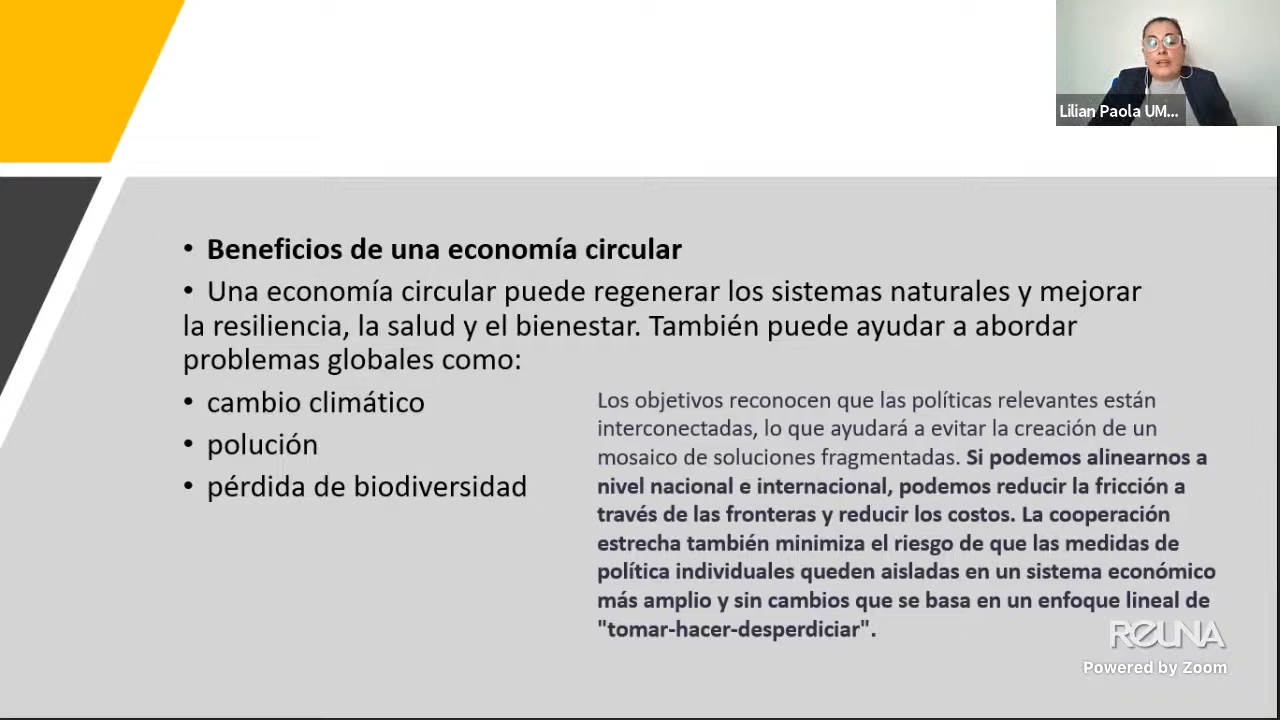 Lilian Paola UM...
• Beneficios de una economía circular
• Una economía circular puede regenerar los sistemas naturales y mejorar
la resiliencia, la salud y el bienestar. También puede ayudar a abordar
problemas globales como:
• cambio climático
• polución
• pérdida de biodiversidad
Los objetivos reconocen que las políticas relevantes están
interconectadas, lo que ayudará a evitar la creación de un
mosaico de soluciones fragmentadas. Si podemos alinearnos a
nivel nacional e internacional, podemos reducir la fricción a
través de las fronteras y reducir los costos. La cooperación
estrecha también minimiza el riesgo de que las medidas de
política individuales queden aisladas en un sistema económico
más amplio y sin cambios que se basa en un enfoque lineal de
"tomar-hacer-desperdiciar".
REUNA
Powered by Zoom